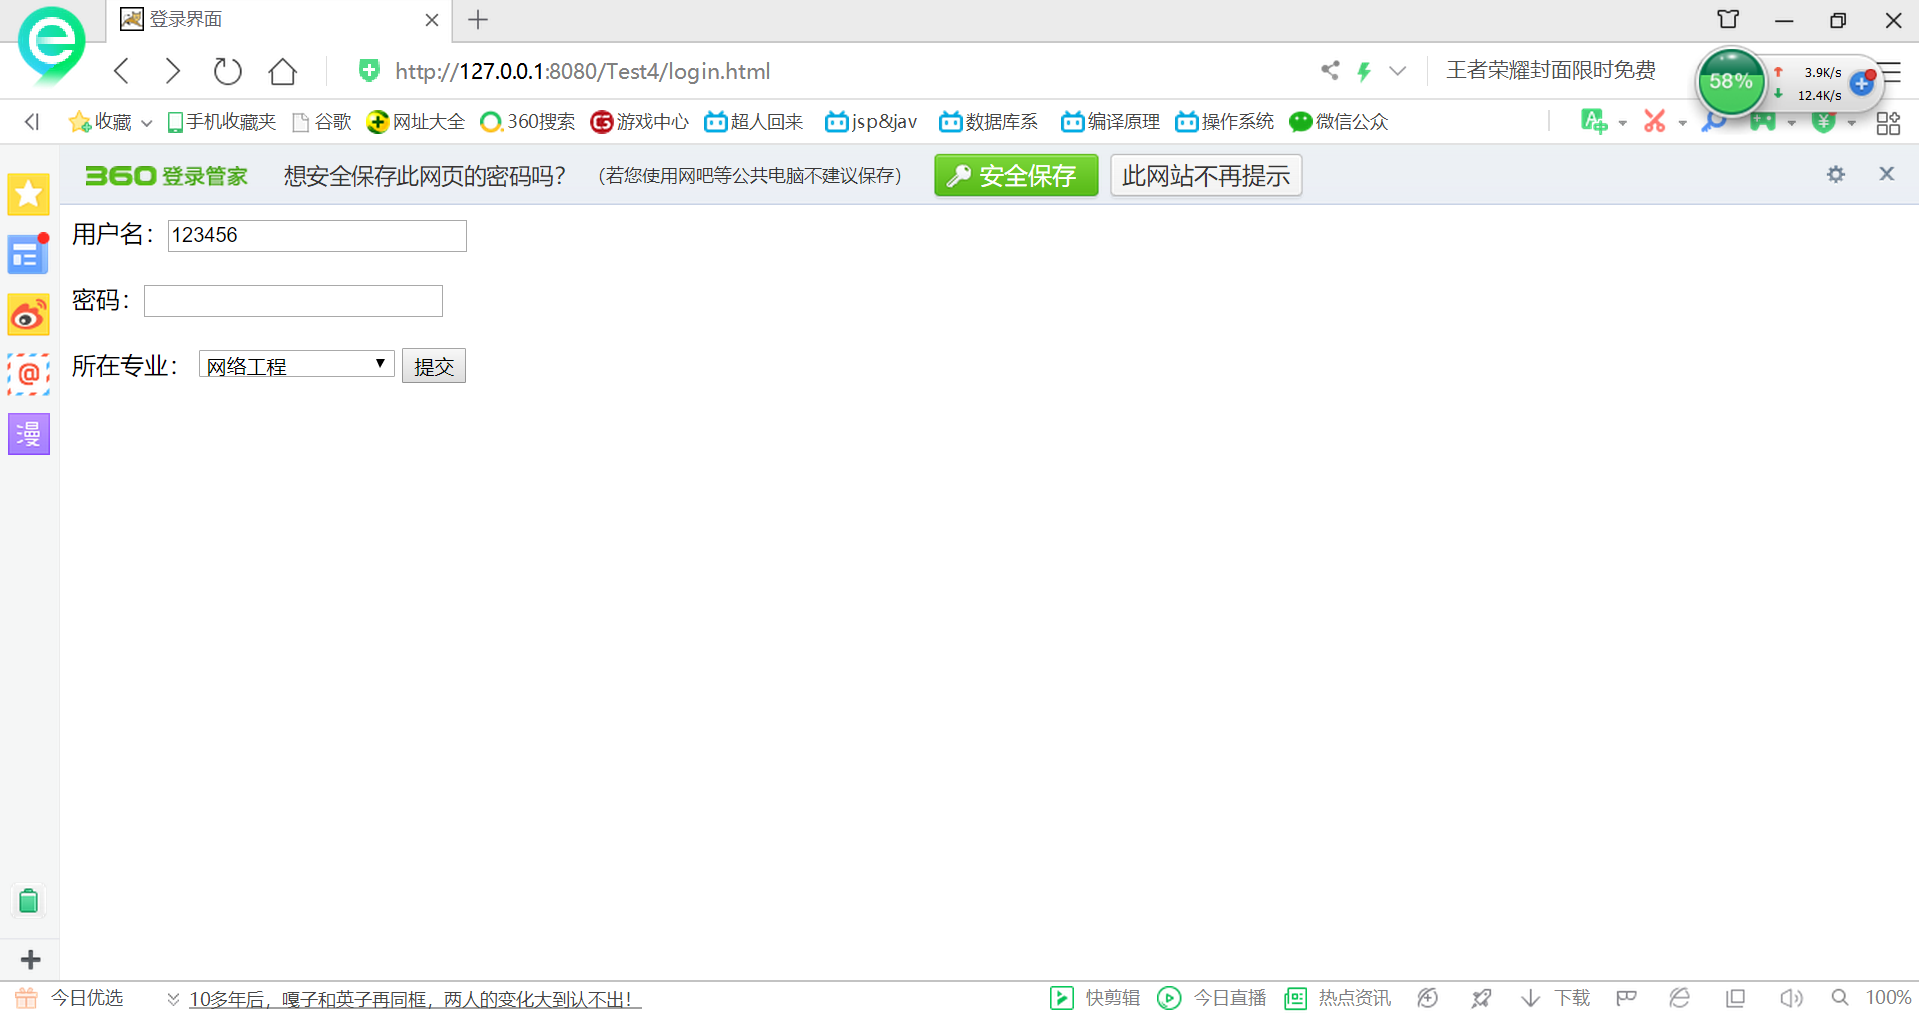 登录界面
http://127.0.0.1:8080/Test4/login.html
王者荣耀封面限时免费
58%
3.9K/s
12.4K/s
收藏 手机收藏夹 谷歌 网址大全 360搜索 游戏中心 超人回来 jsp&jav 数据库系 编译原理 操作系统 微信公众
360 登录管家 想安全保存此网页的密码吗？ （若您使用网吧等公共电脑不建议保存） 安全保存 此网站不再提示
用户名： 123456
密码：
所在专业： 网络工程 提交
漫
今日优选 10多年后，嘎子和英子再同框，两人的变化大到认不出！ 快剪辑 今日直播 热点资讯 下载 100%